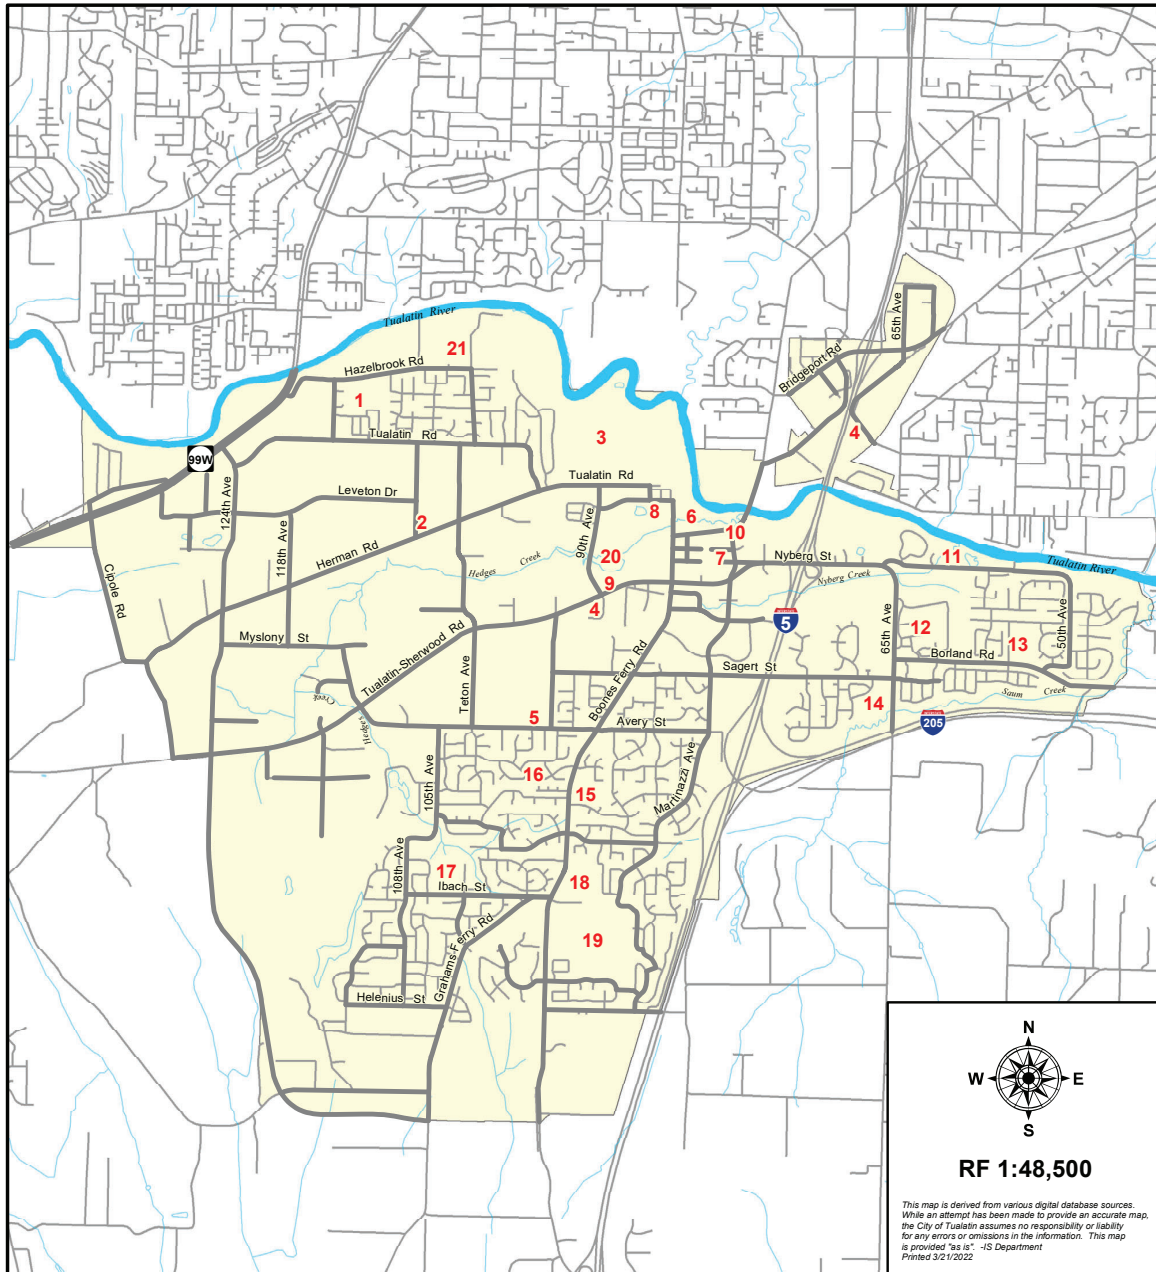 65th Ave
Tualatin River
Bridgeport Rd
21
Hazelbrook Rd
1
4
3
Tualatin Rd
99W
Tualatin Rd
124th Ave
Leveton Dr
8
6
2
118th Ave
90th Ave
10
Herman Rd
20
7
Nyberg St
11
Hedges Creek
Nyberg Creek
Tualatin River
Cipole Rd
9
4
INTERSTATE
5
65th Ave
12
50th Ave
13
Myslony St
Tualatin-Sherwood Rd
Borland Rd
Sagert St
Boones Ferry Rd
Teton Ave
Saum Creek
14
Hedges Creek
5
Avery St
INTERSTATE
205
105th Ave
16
15
Martinazzi Ave
108th Ave
17
18
Ibach St
Grahams Ferry Rd
19
Helenius St
N
W E
S
RF 1:48,500
This map is derived from various digital database sources.
While an attempt has been made to provide an accurate map,
the City of Tualatin assumes no responsibility or liability
for any errors or omissions in the information. This map
is provided "as is". -IS Department
Printed 3/21/2022